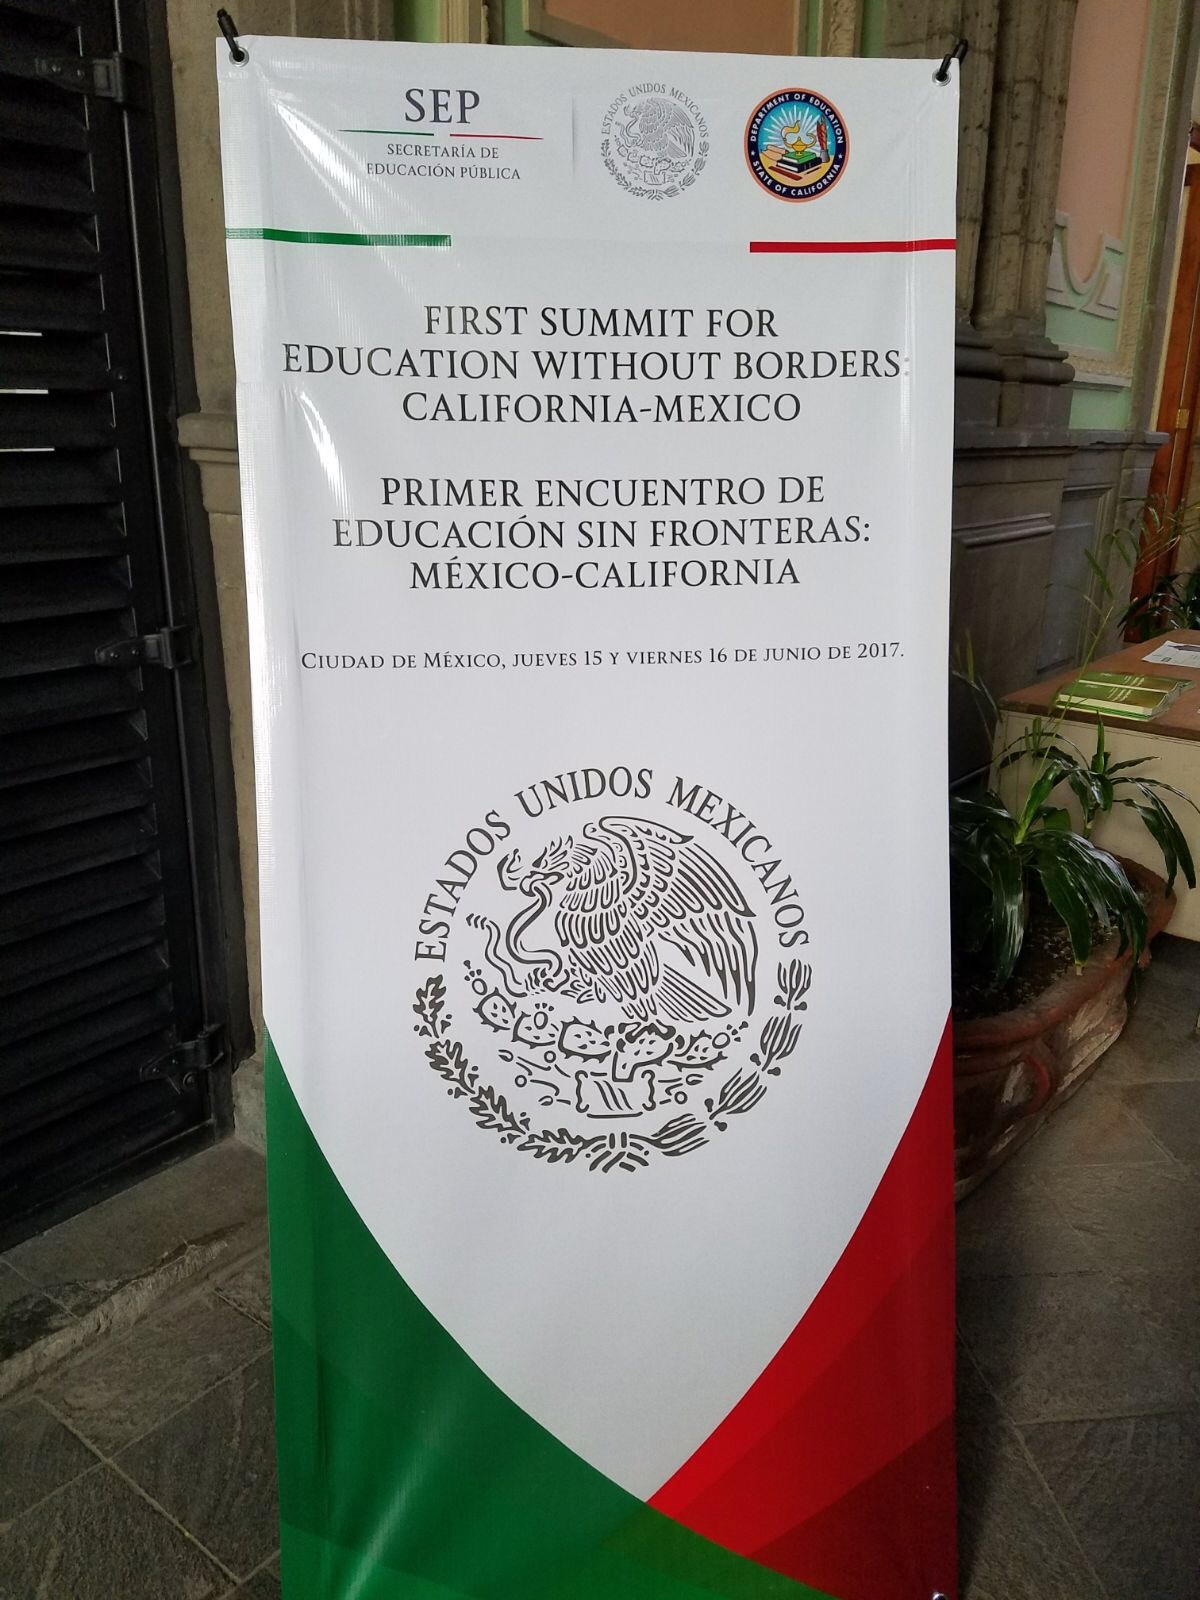 SEP
SECRETARÍA DE
EDUCACIÓN PÚBLICA
ESTADOS UNIDOS MEXICANOS
DEPARTMENT OF EDUCATION
STATE OF CALIFORNIA
FIRST SUMMIT FOR
EDUCATION WITHOUT BORDERS:
CALIFORNIA-MEXICO
PRIMER ENCUENTRO DE
EDUCACIÓN SIN FRONTERAS:
MÉXICO-CALIFORNIA
CIUDAD DE MÉXICO, JUEVES 15 Y VIERNES 16 DE JUNIO DE 2017.
ESTADOS UNIDOS MEXICANOS